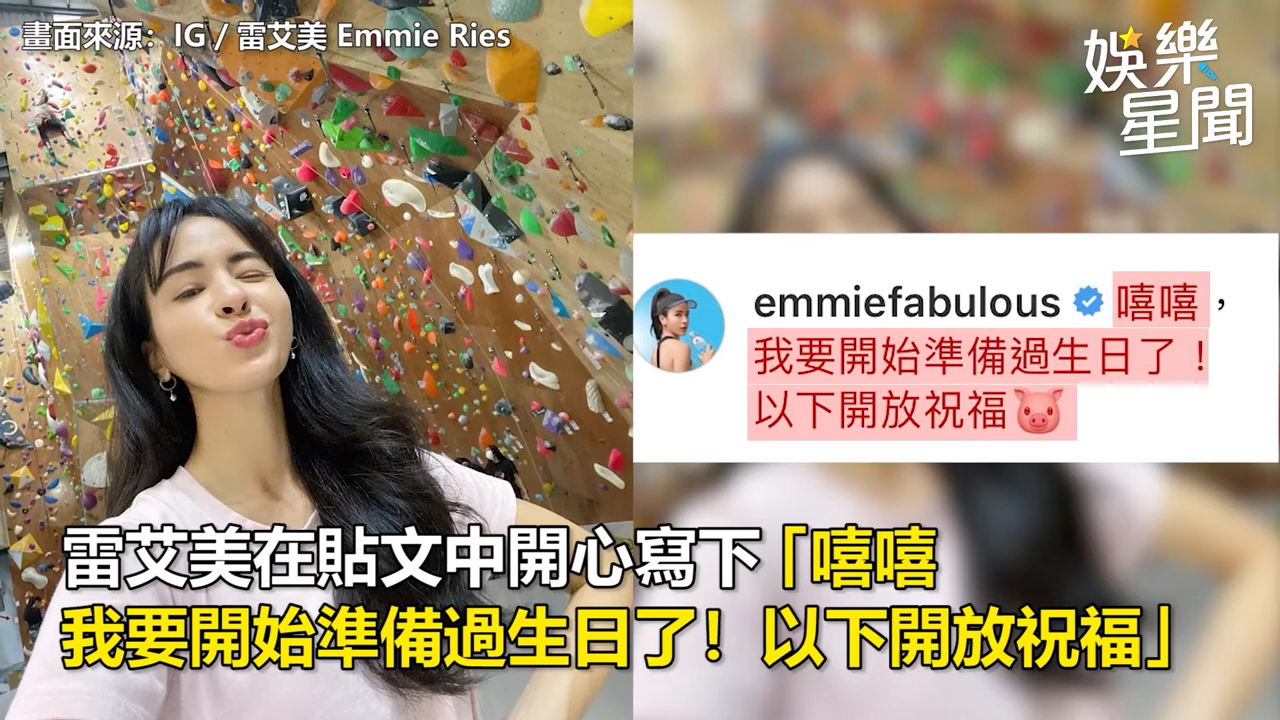 畫面來源：IG / 雷艾美 Emmie Ries
娛樂
星聞
emmiefabulous 嘻嘻，
我要開始準備過生日了！
以下開放祝福🐷
雷艾美在貼文中開心寫下「嘻嘻
我要開始準備過生日了！以下開放祝福」